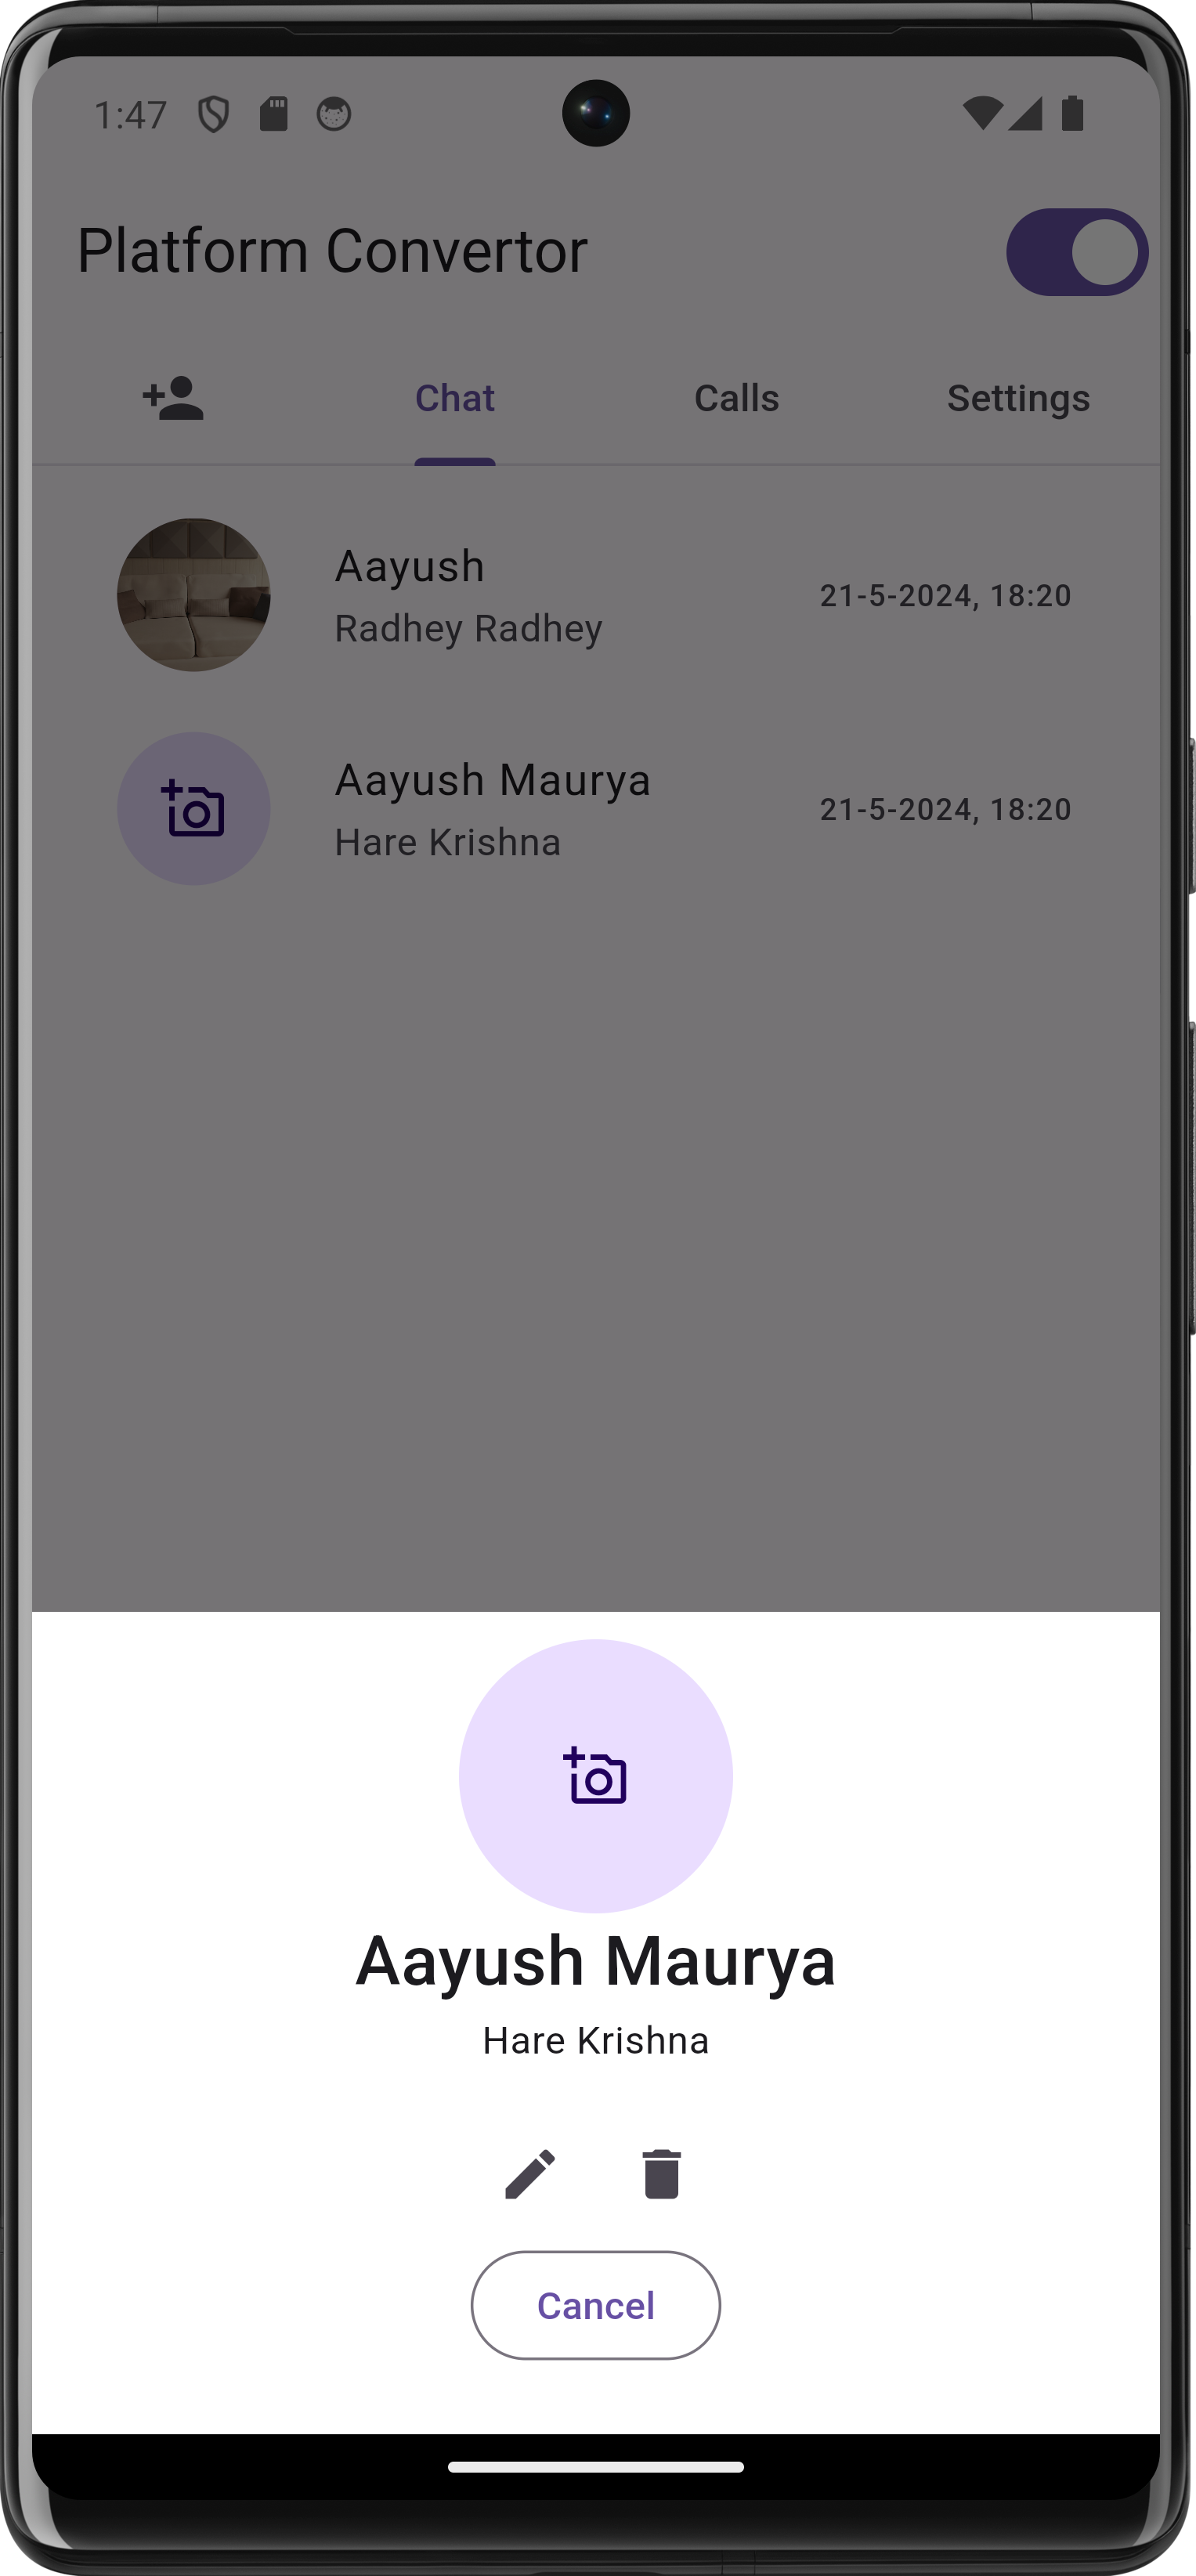 1:47
Platform Convertor
Chat Calls Settings
Aayush
Radhey Radhey
21-5-2024, 18:20
Aayush Maurya
Hare Krishna
21-5-2024, 18:20
Aayush Maurya
Hare Krishna
Cancel